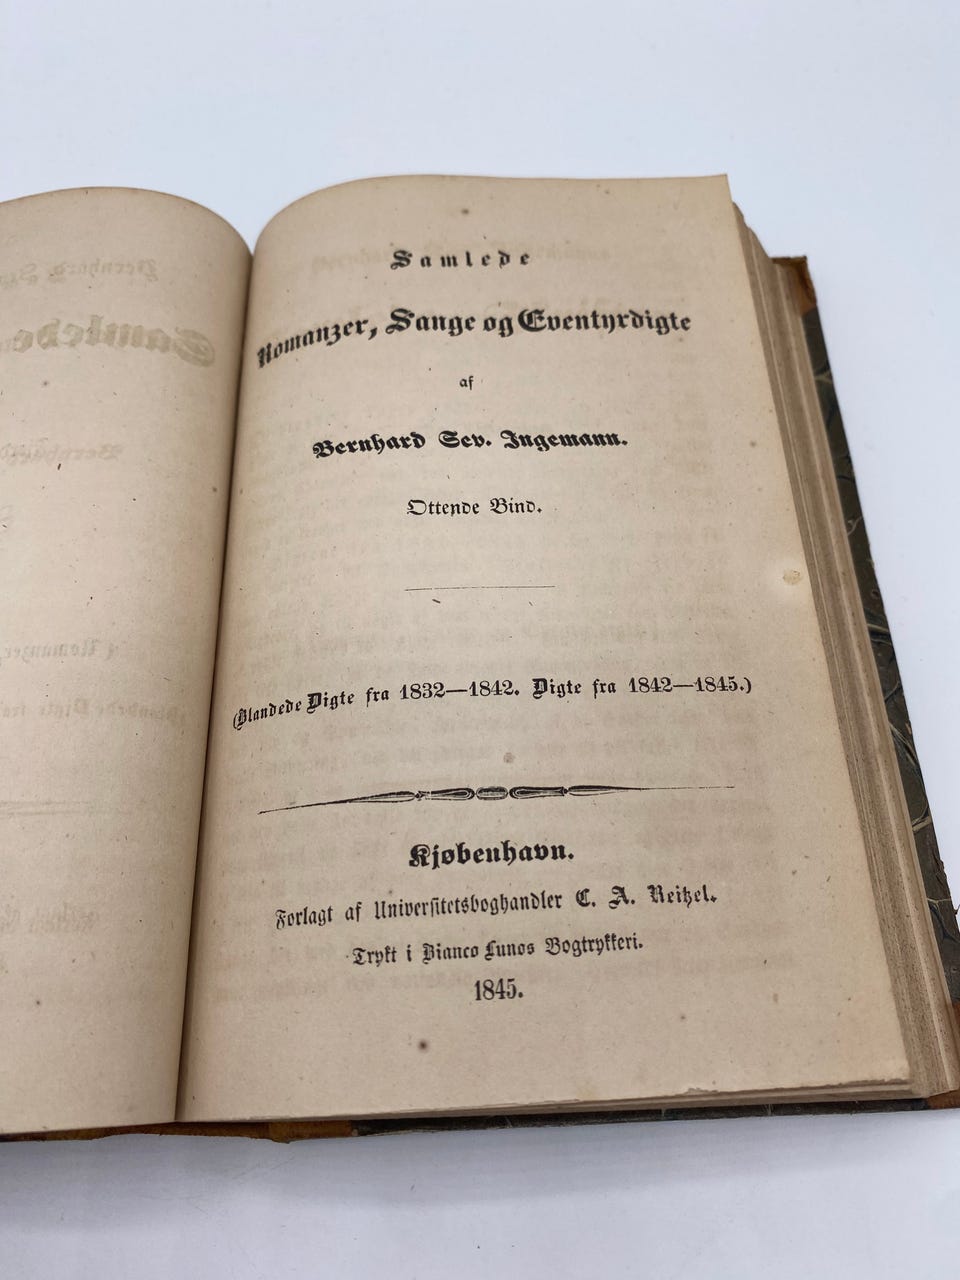 Samlede
Romanzer, Sange og Eventyrdigte
af
Bernhard Sev. Ingemann.
Ottende Bind.
(Blandede Digte fra 1832—1842. Digte fra 1842—1845.)
Kjøbenhavn.
Forlagt af Universitetsboghandler C. A. Reitzel.
Trykt i Bianco Lunos Bogtrykkeri.
1845.